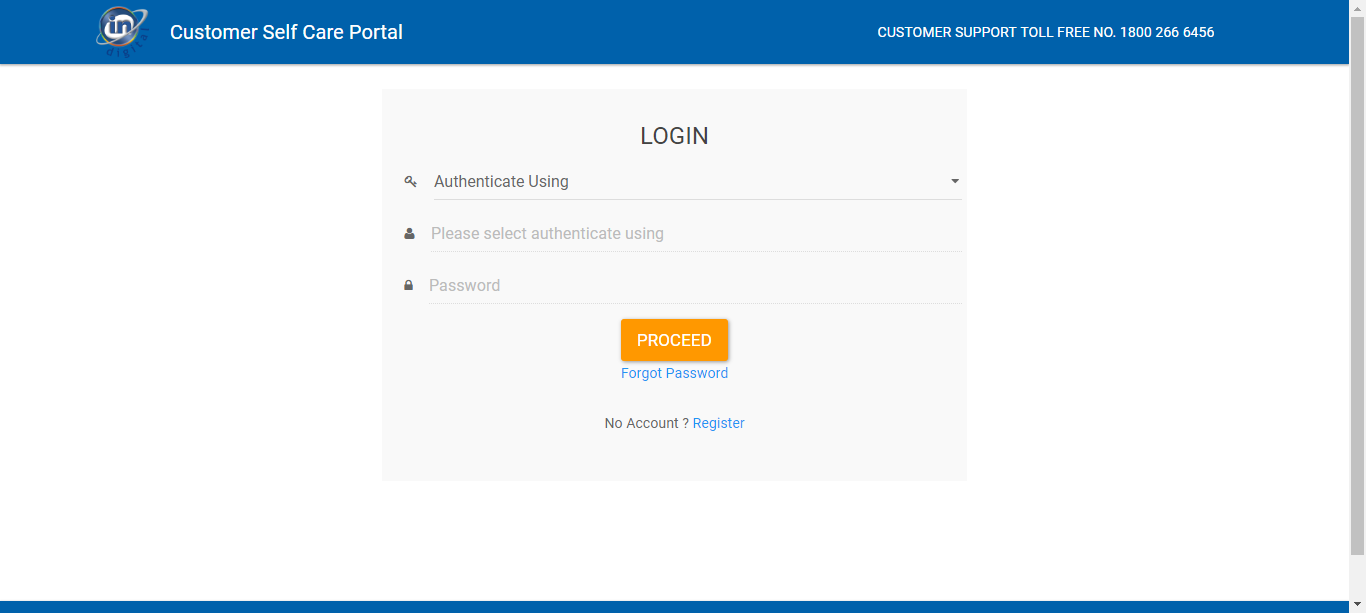 in
digital
Customer Self Care Portal
CUSTOMER SUPPORT TOLL FREE NO. 1800 266 6456
LOGIN
Authenticate Using
Please select authenticate using
Password
PROCEED
Forgot Password
No Account ? Register